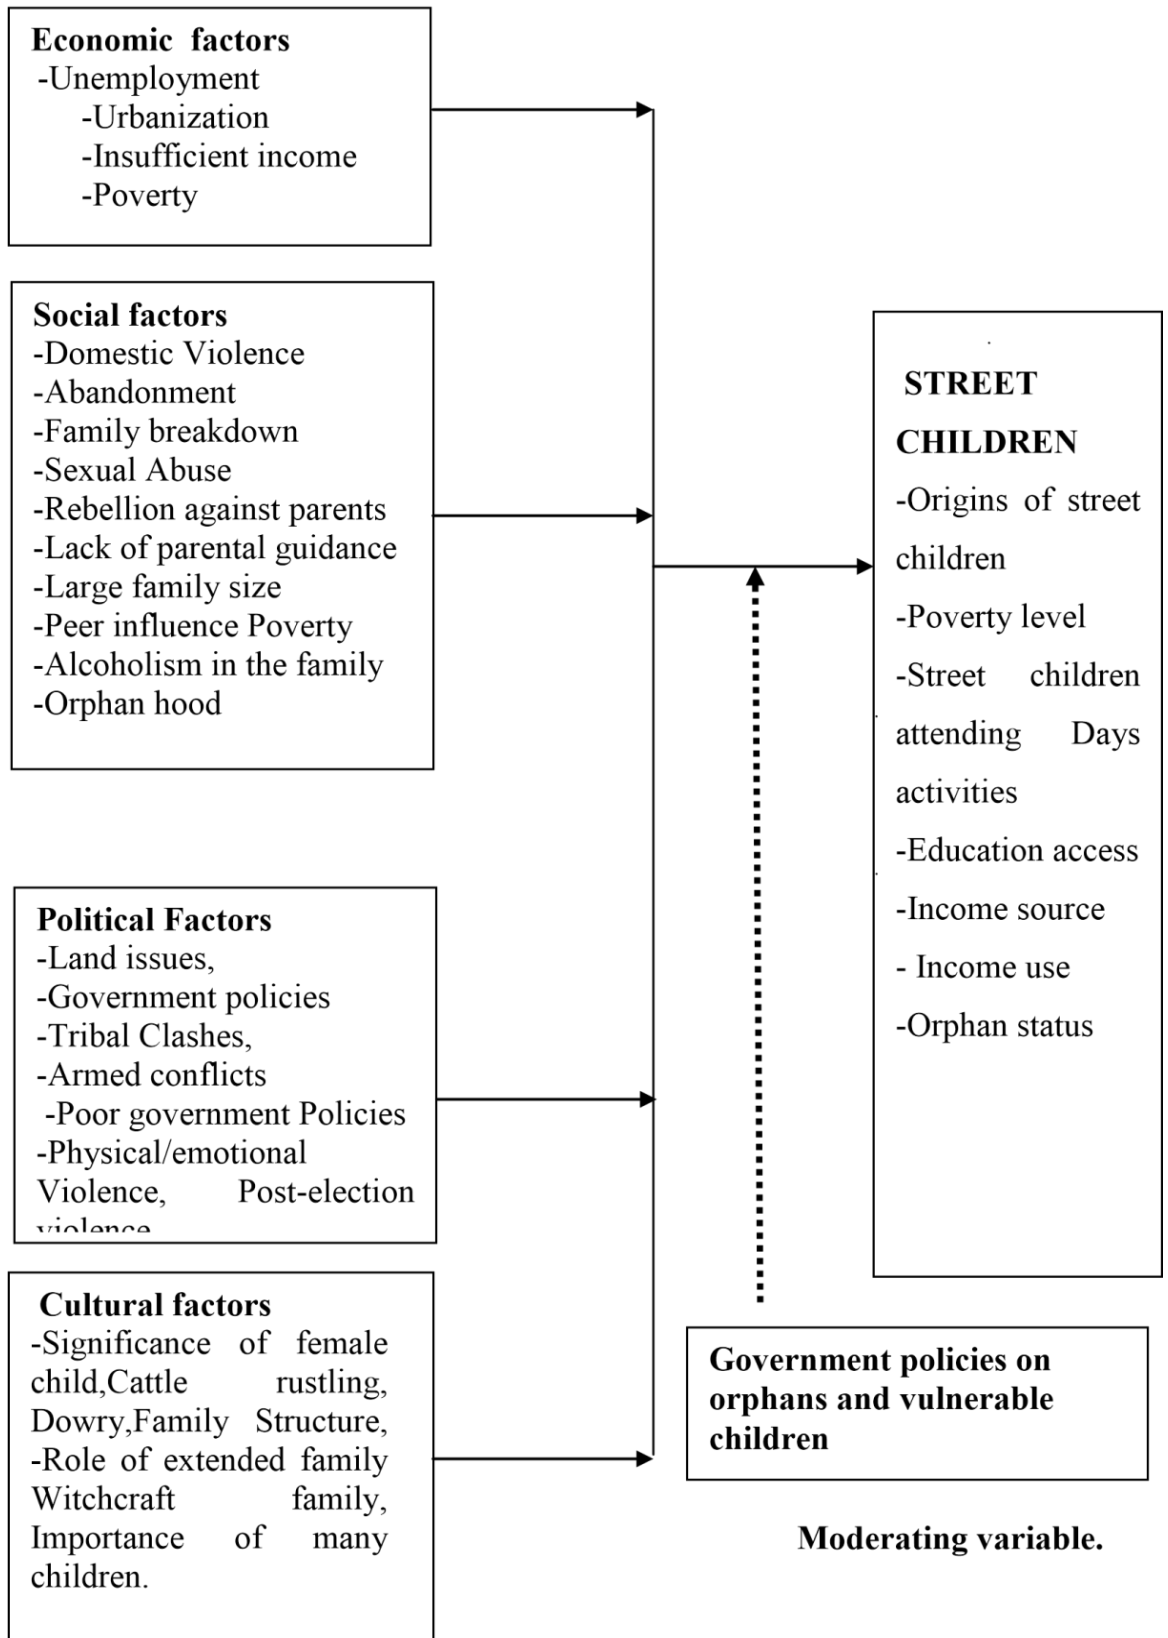 Economic factors
-Unemployment
-Urbanization
-Insufficient income
-Poverty
Social factors
-Domestic Violence
-Abandonment
-Family breakdown
-Sexual Abuse
-Rebellion against parents
-Lack of parental guidance
-Large family size
-Peer influence Poverty
-Alcoholism in the family
-Orphan hood
Political Factors
-Land issues,
-Government policies
-Tribal Clashes,
-Armed conflicts
-Poor government Policies
-Physical/emotional
Violence, Post-election
violence
Cultural factors
-Significance of female
child,Cattle rustling,
Dowry,Family Structure,
-Role of extended family
Witchcraft family,
Importance of many
children.
STREET
CHILDREN
-Origins of street
children
-Poverty level
-Street children
attending Days
activities
-Education access
-Income source
- Income use
-Orphan status
Government policies on
orphans and vulnerable
children
Moderating variable.